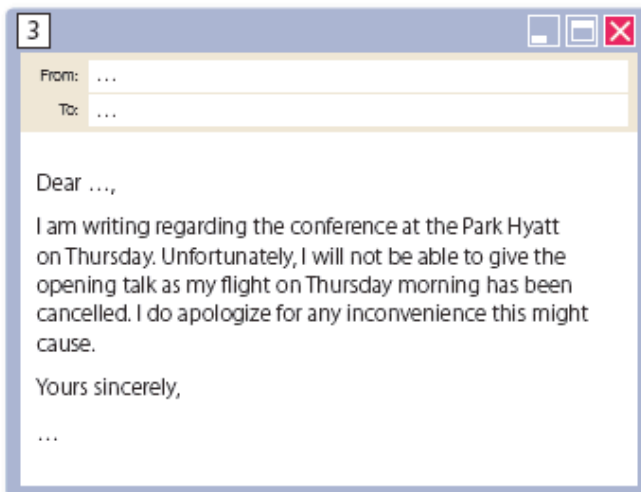 3
From: ...
To: ...
Dear ...,
I am writing regarding the conference at the Park Hyatt
on Thursday. Unfortunately, I will not be able to give the
opening talk as my flight on Thursday morning has been
cancelled. I do apologize for any inconvenience this might
cause.
Yours sincerely,
...